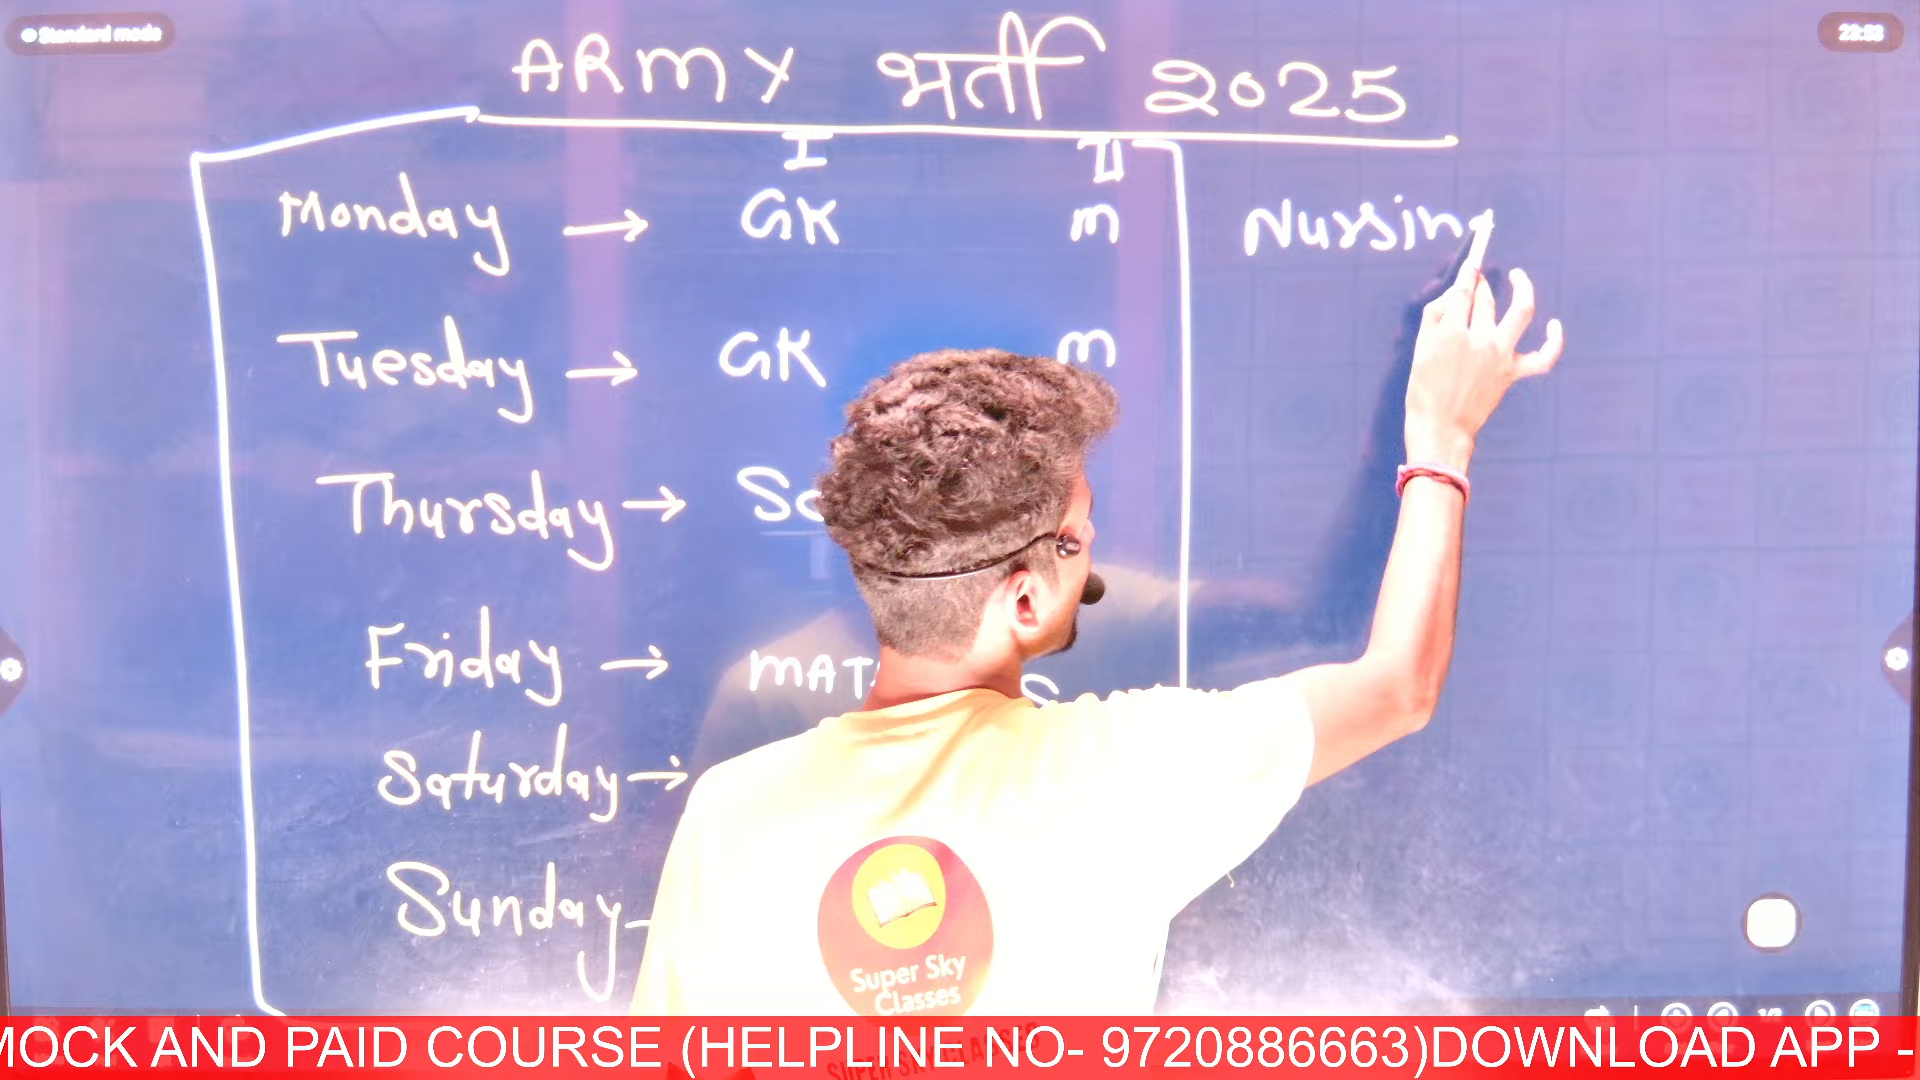 Standard mode
ARMY भर्ती 2025
I II
Monday → GK m Nursing
Tuesday → GK m
Thursday →
Friday →
Saturday →
Sunday
Super Sky
Classes
MOCK AND PAID COURSE (HELPLINE NO- 9720886663)DOWNLOAD APP -